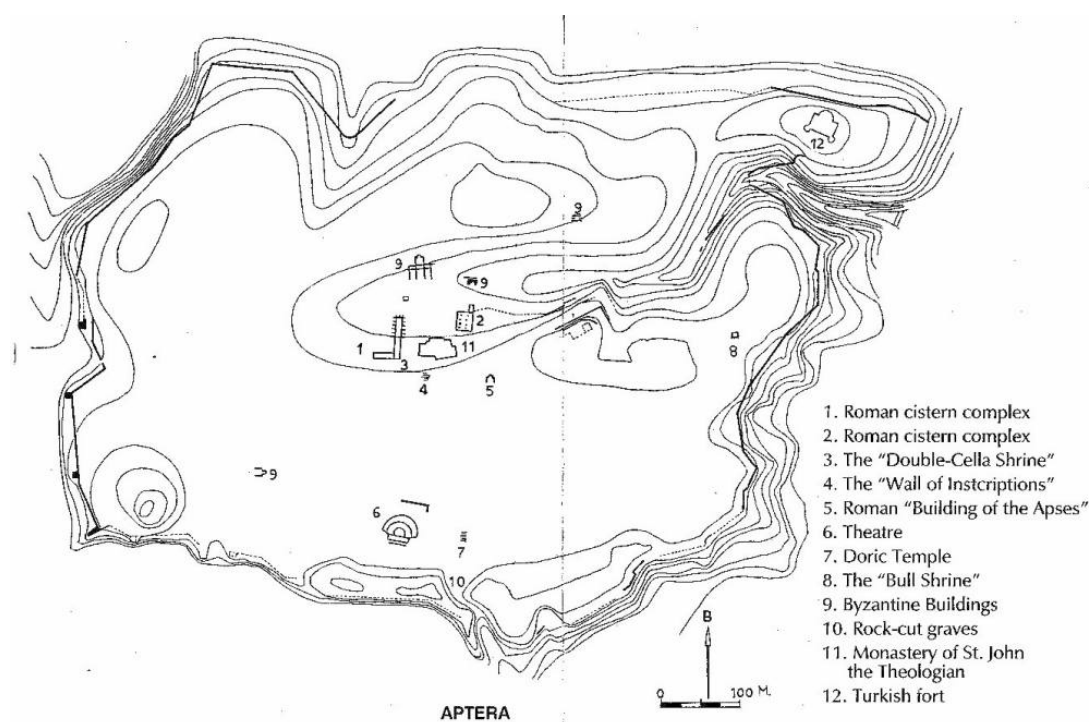 12
9
9
9
2
1
11
3
8
4
5
9
6
7
10
1. Roman cistern complex
2. Roman cistern complex
3. The "Double-Cella Shrine"
4. The "Wall of Instcriptions"
5. Roman "Building of the Apses"
6. Theatre
7. Doric Temple
8. The "Bull Shrine"
9. Byzantine Buildings
10. Rock-cut graves
11. Monastery of St. John
the Theologian
12. Turkish fort
B
0 100 M.
APTERA